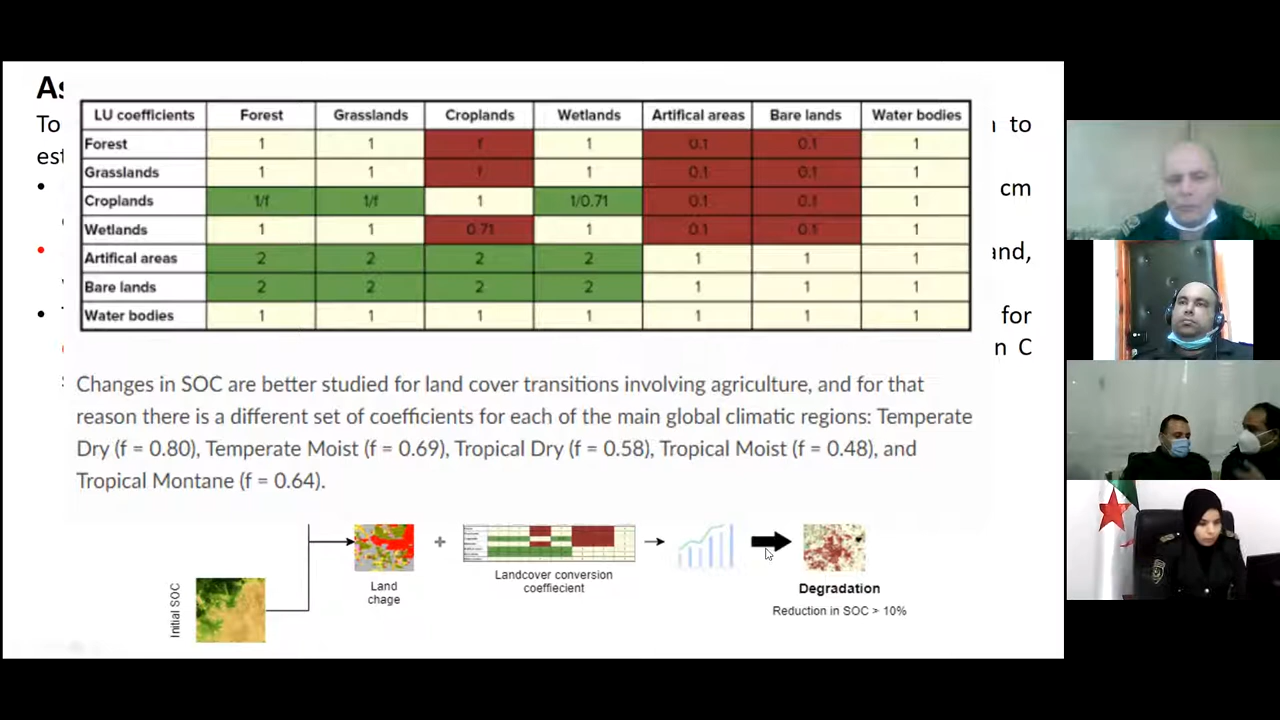 As
To
est
n to
cm
and,
for
n C
LU coefficients Forest Grasslands Croplands Wetlands Artifical areas Bare lands Water bodies
Forest 1 1 f 1 0.1 0.1 1
Grasslands 1 1 f 1 0.1 0.1 1
Croplands 1/f 1/f 1 1/0.71 0.1 0.1 1
Wetlands 1 1 0.71 1 0.1 0.1 1
Artifical areas 2 2 2 2 1 1 1
Bare lands 2 2 2 2 1 1 1
Water bodies 1 1 1 1 1 1 1
Changes in SOC are better studied for land cover transitions involving agriculture, and for that
reason there is a different set of coefficients for each of the main global climatic regions: Temperate
Dry (f = 0.80), Temperate Moist (f = 0.69), Tropical Dry (f = 0.58), Tropical Moist (f = 0.48), and
Tropical Montane (f = 0.64).
Initial SOC
Land
chage
Landcover conversion
coeffiecient
Degradation
Reduction in SOC > 10%